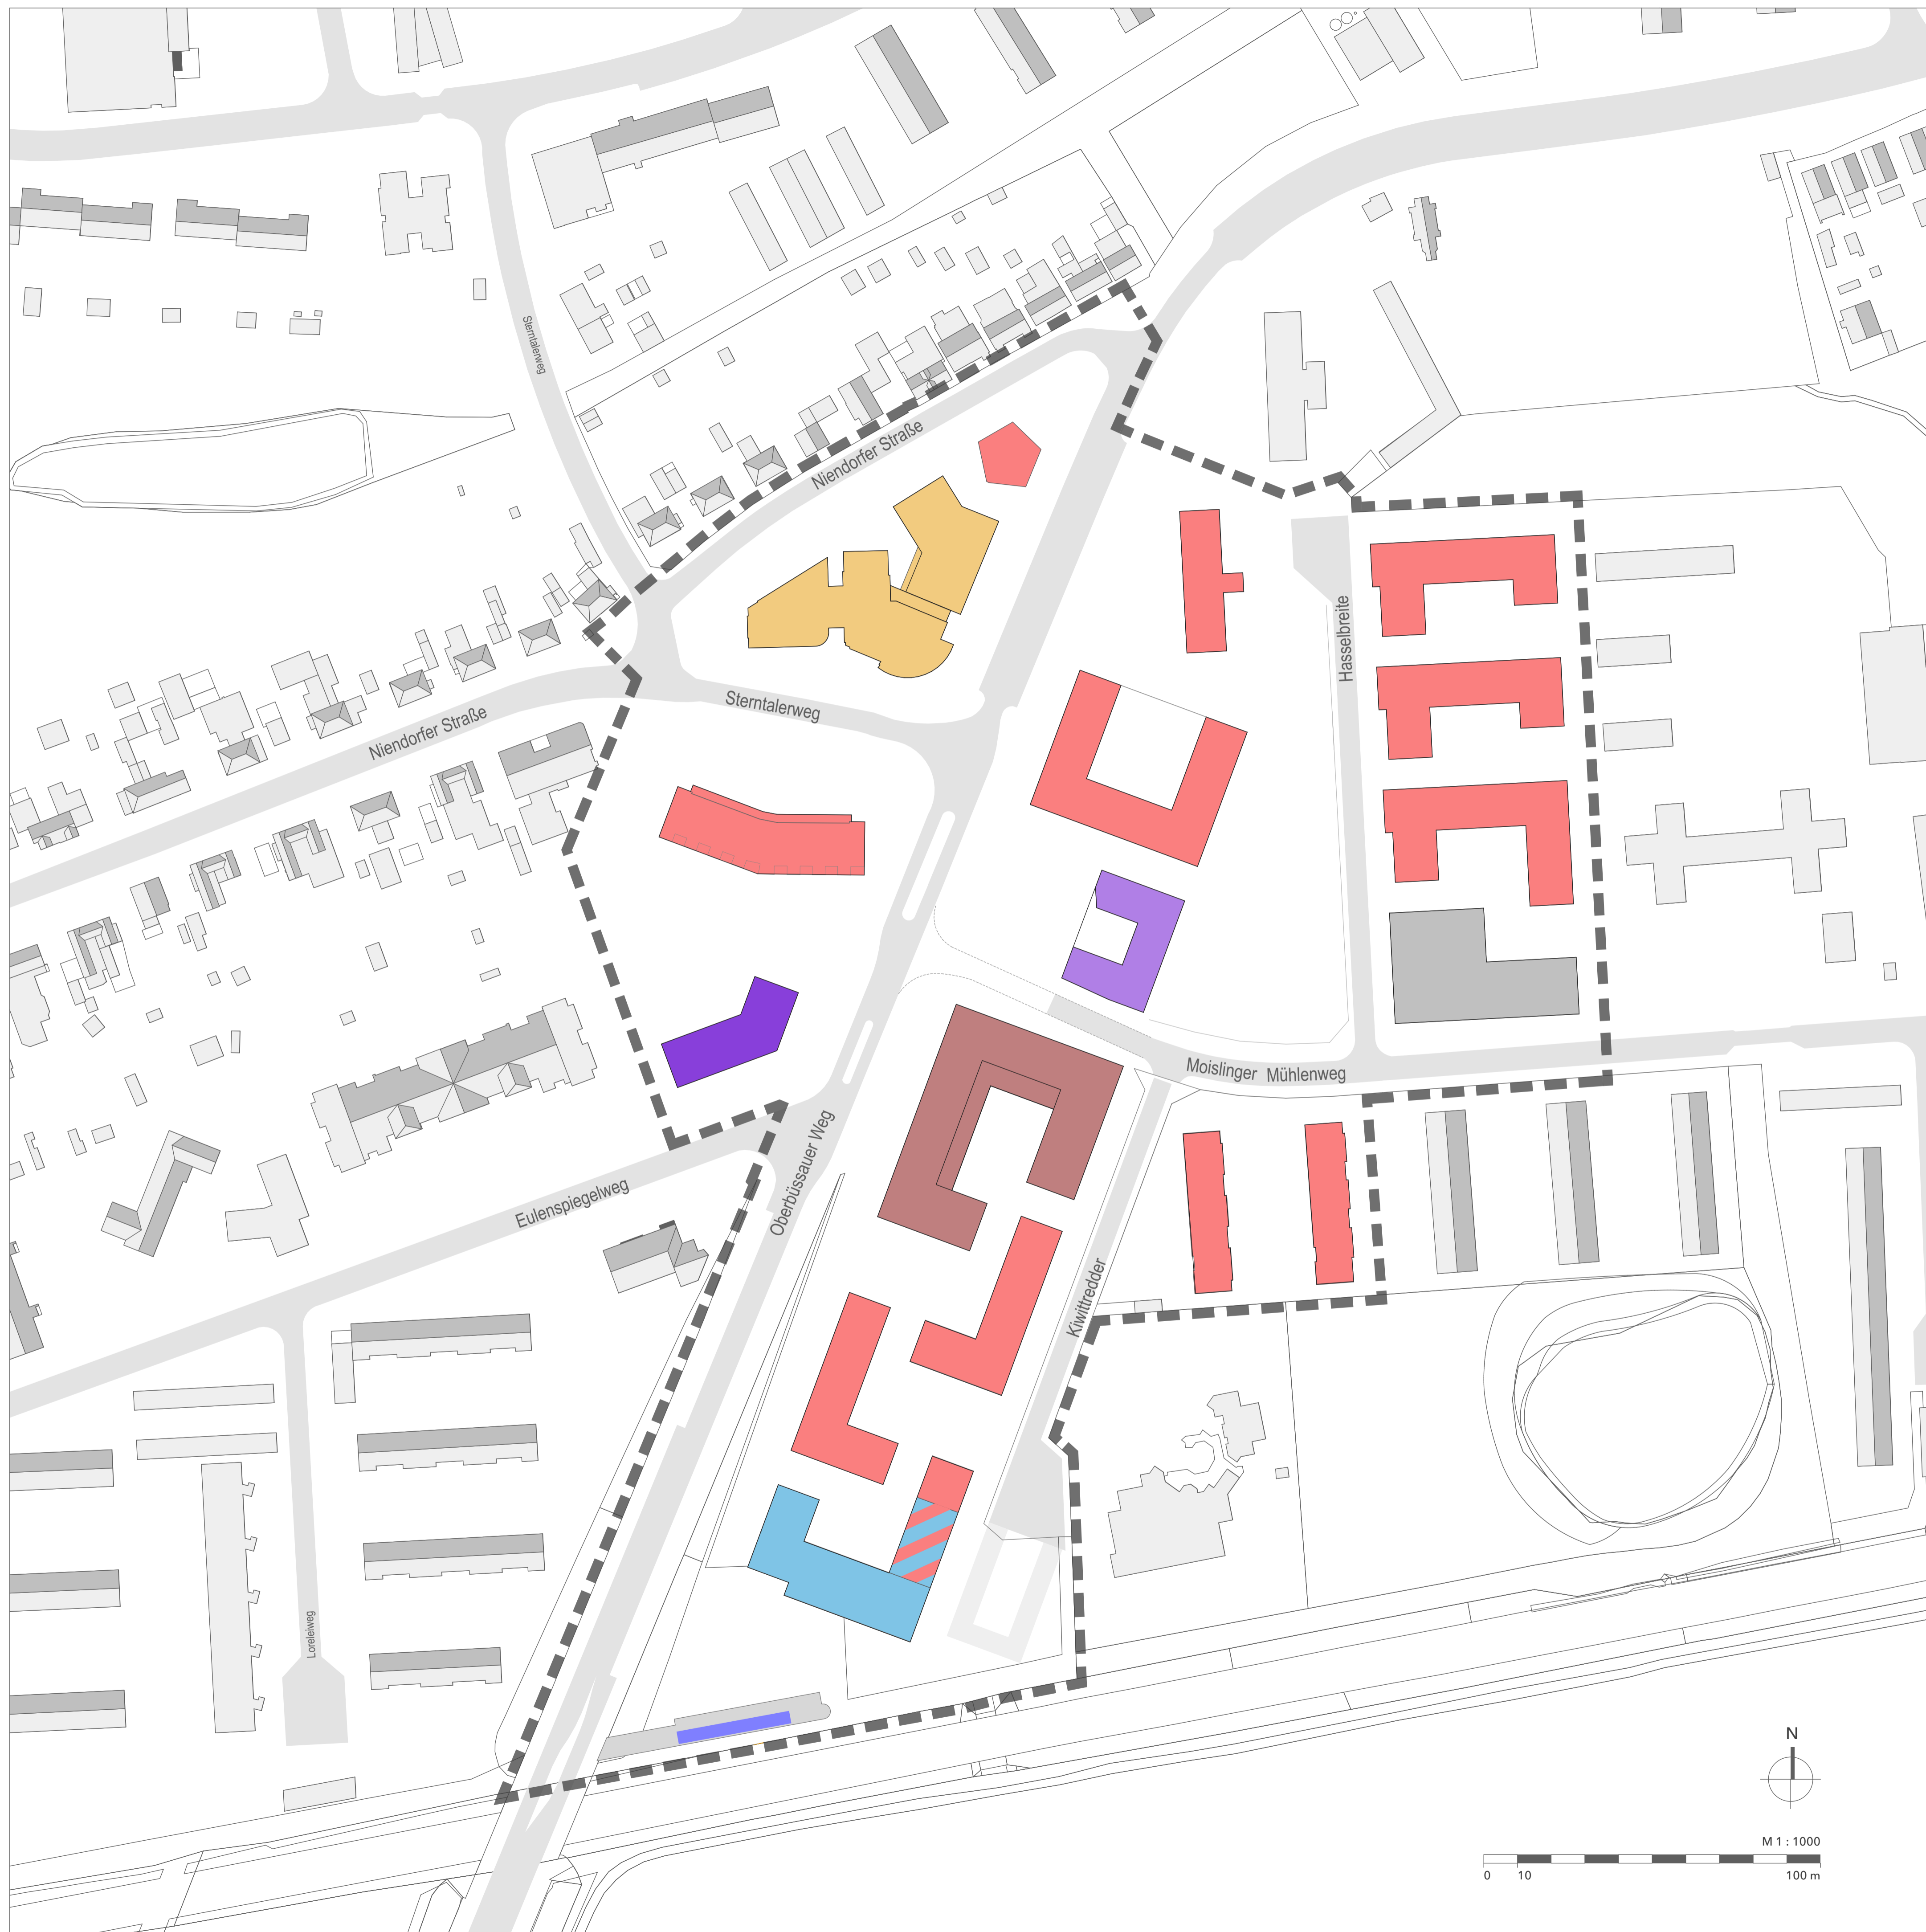 Sterntalerweg
Niendorfer Straße
Hasselbreite
Sterntalerweg
Niendorfer Straße
Moislinger Mühlenweg
Oberbüssauer Weg
Eulenspiegelweg
Kiwittredder
Loreleiweg
N
M 1 : 1000
0 10 100 m